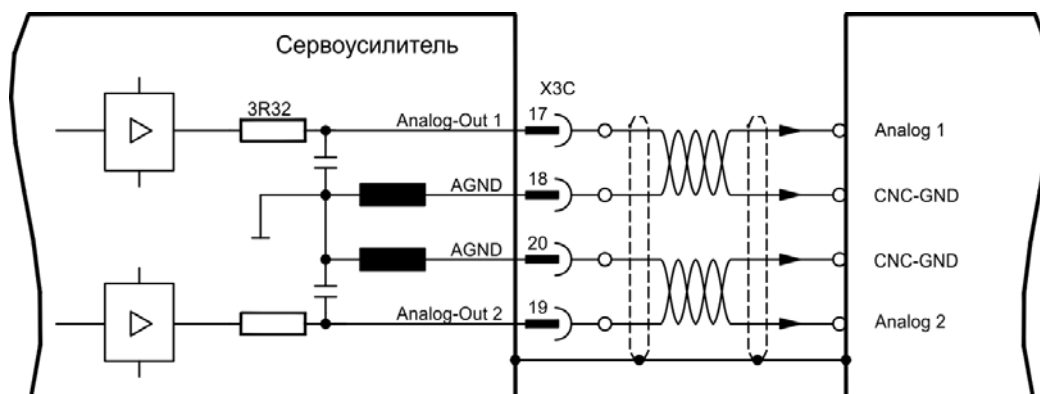 Сервоусилитель
X3C
3R32
Analog-Out 1
17
Analog 1
AGND
18
CNC-GND
AGND
20
CNC-GND
Analog-Out 2
19
Analog 2